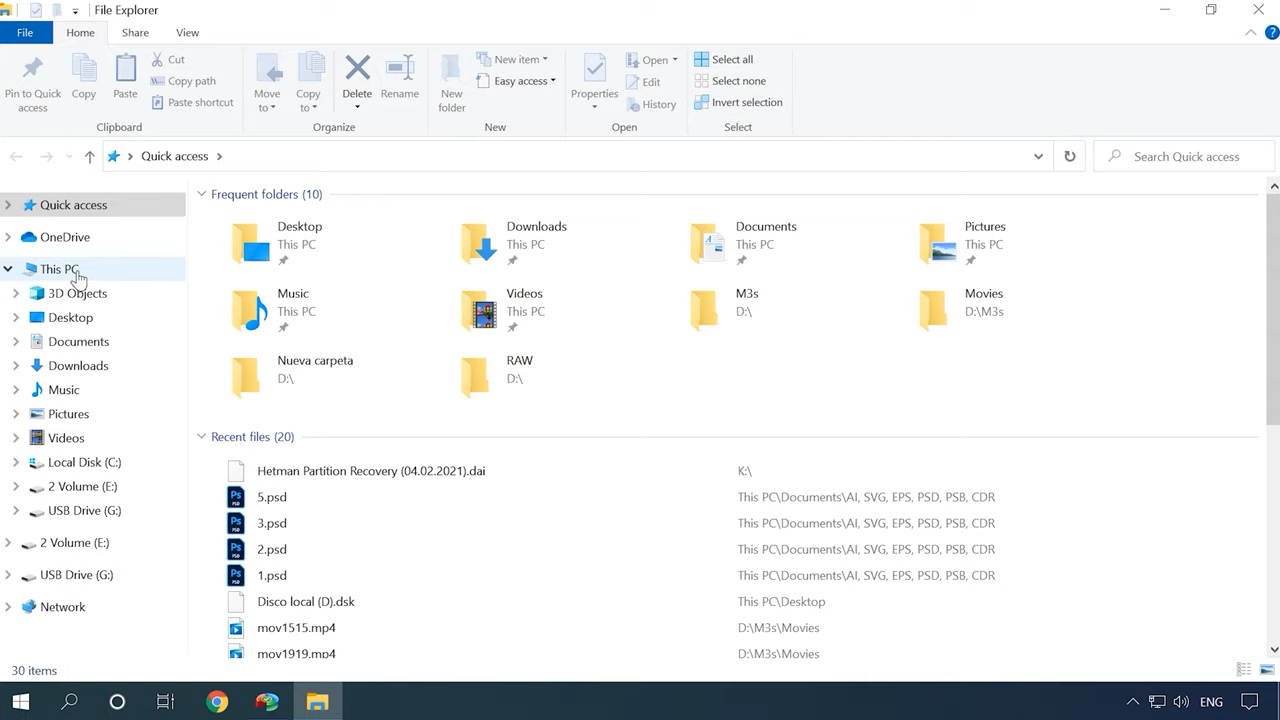 File Explorer
File Home Share View
Pin to Quick access
Copy
Paste
Cut
Copy path
Paste shortcut
Clipboard
Move to
Copy to
Delete
Rename
Organize
New folder
New item
Easy access
New
Properties
Open
Edit
History
Open
Select all
Select none
Invert selection
Select
Quick access
Search Quick access
Quick access
OneDrive
This PC
3D Objects
Desktop
Documents
Downloads
Music
Pictures
Videos
Local Disk (C:)
2 Volume (E:)
USB Drive (G:)
2 Volume (E:)
USB Drive (G:)
Network
Frequent folders (10)
Desktop
This PC
Downloads
This PC
Documents
This PC
Pictures
This PC
Music
This PC
Videos
This PC
M3s
D:\
Movies
D:\M3s
Nueva carpeta
D:\
RAW
D:\
Recent files (20)
Hetman Partition Recovery (04.02.2021).dai K:\
5.psd This PC\Documents\AI, SVG, EPS, PSD, PSB, CDR
3.psd This PC\Documents\AI, SVG, EPS, PSD, PSB, CDR
2.psd This PC\Documents\AI, SVG, EPS, PSD, PSB, CDR
1.psd This PC\Documents\AI, SVG, EPS, PSD, PSB, CDR
Disco local (D).dsk This PC\Desktop
mov1515.mp4 D:\M3s\Movies
mov1919.mp4 D:\M3s\Movies
30 items
ENG